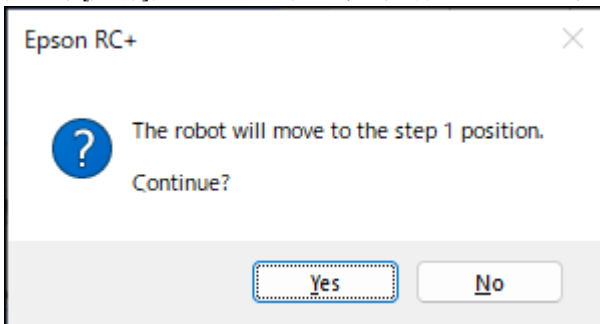 Epson RC+
The robot will move to the step 1 position.
Continue?
Yes
No